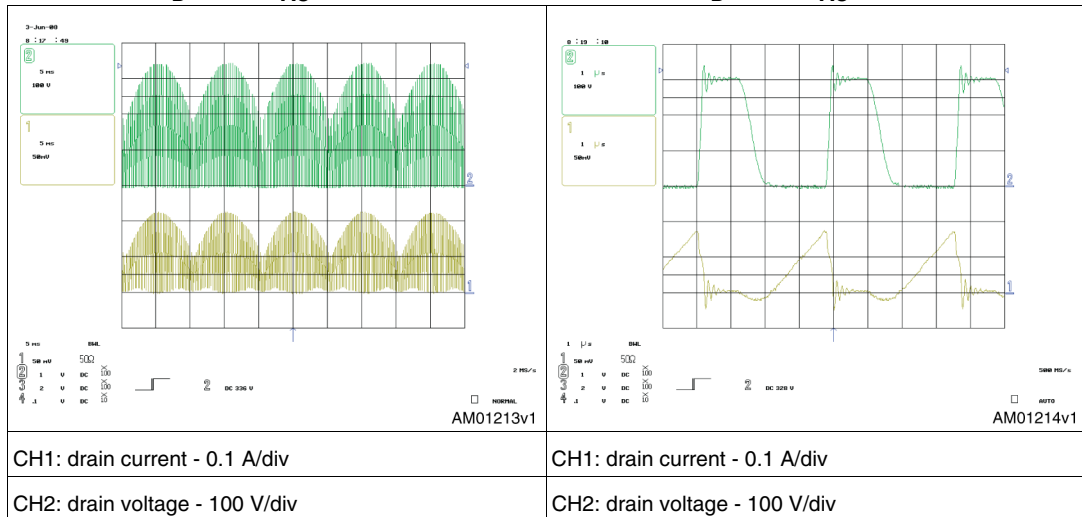 3-Jun-08
8:17:49
2
5 ms
100 V
1
5 ms
50mV
2
1
5 ms BWL
1 50 mV 50Ω
2 1 V DC
3 2 V DC
4 .1 V DC
2 DC 336 V
2 MS/s
NORMAL
AM01213v1
8:19:10
2
1 µs
100 V
1
1 µs
50mV
2
1
1 µs BWL
1 50 mV 50Ω
2 1 V DC
3 2 V DC
4 .1 V DC
2 DC 328 V
500 MS/s
AUTO
AM01214v1
CH1: drain current - 0.1 A/div
CH1: drain current - 0.1 A/div
CH2: drain voltage - 100 V/div
CH2: drain voltage - 100 V/div